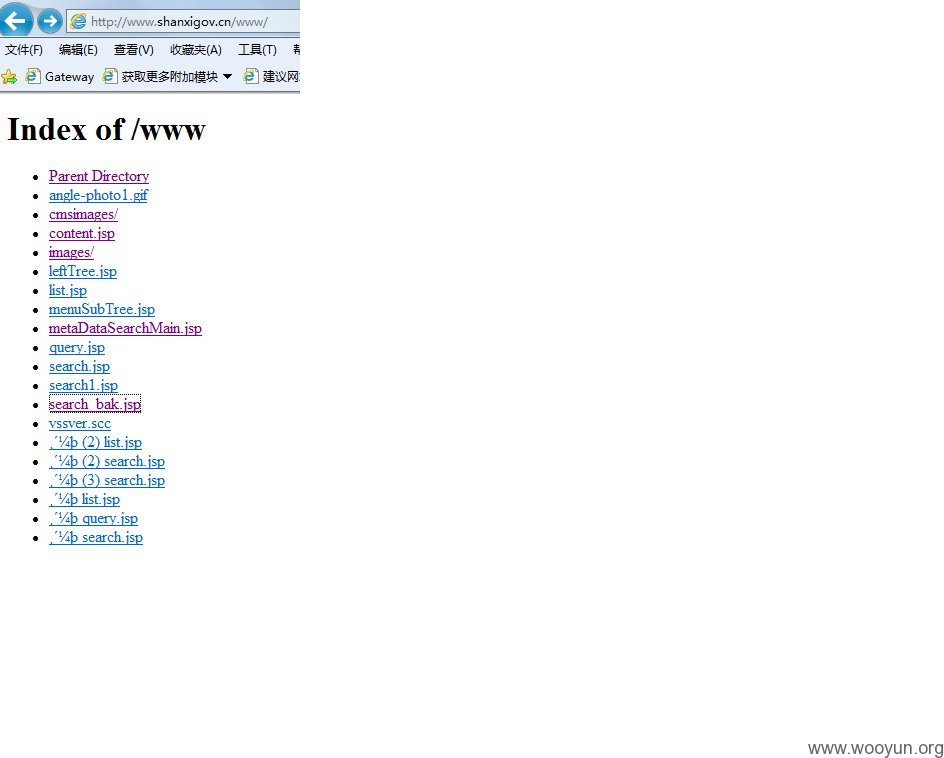 http://www.shanxigov.cn/www/
文件(F) 编辑(E) 查看(V) 收藏夹(A) 工具(T)
Gateway 获取更多附加模块 建议网
Index of /www
Parent Directory
angle-photo1.gif
cmsimages/
content.jsp
images/
leftTree.jsp
list.jsp
menuSubTree.jsp
metaDataSearchMain.jsp
query.jsp
search.jsp
search1.jsp
search_bak.jsp
vssver.scc
¸´¼þ (2) list.jsp
¸´¼þ (2) search.jsp
¸´¼þ (3) search.jsp
¸´¼þ list.jsp
¸´¼þ query.jsp
¸´¼þ search.jsp
www.wooyun.org